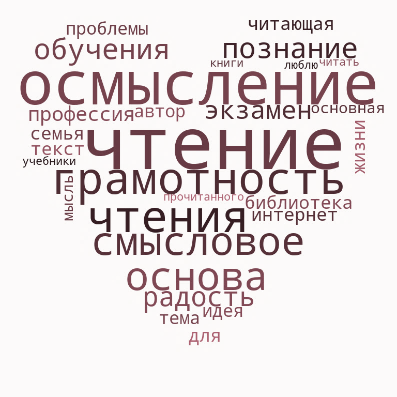 проблемы
читающая
обучения
познание
книги
люблю
читать
осмысление
профессия
автор
экзамен
основная
семья
чтение
текст
жизни
учебники
грамотность
мысль
прочитанного
библиотека
чтения
интернет
смысловое
основа
радость
тема
идея
для